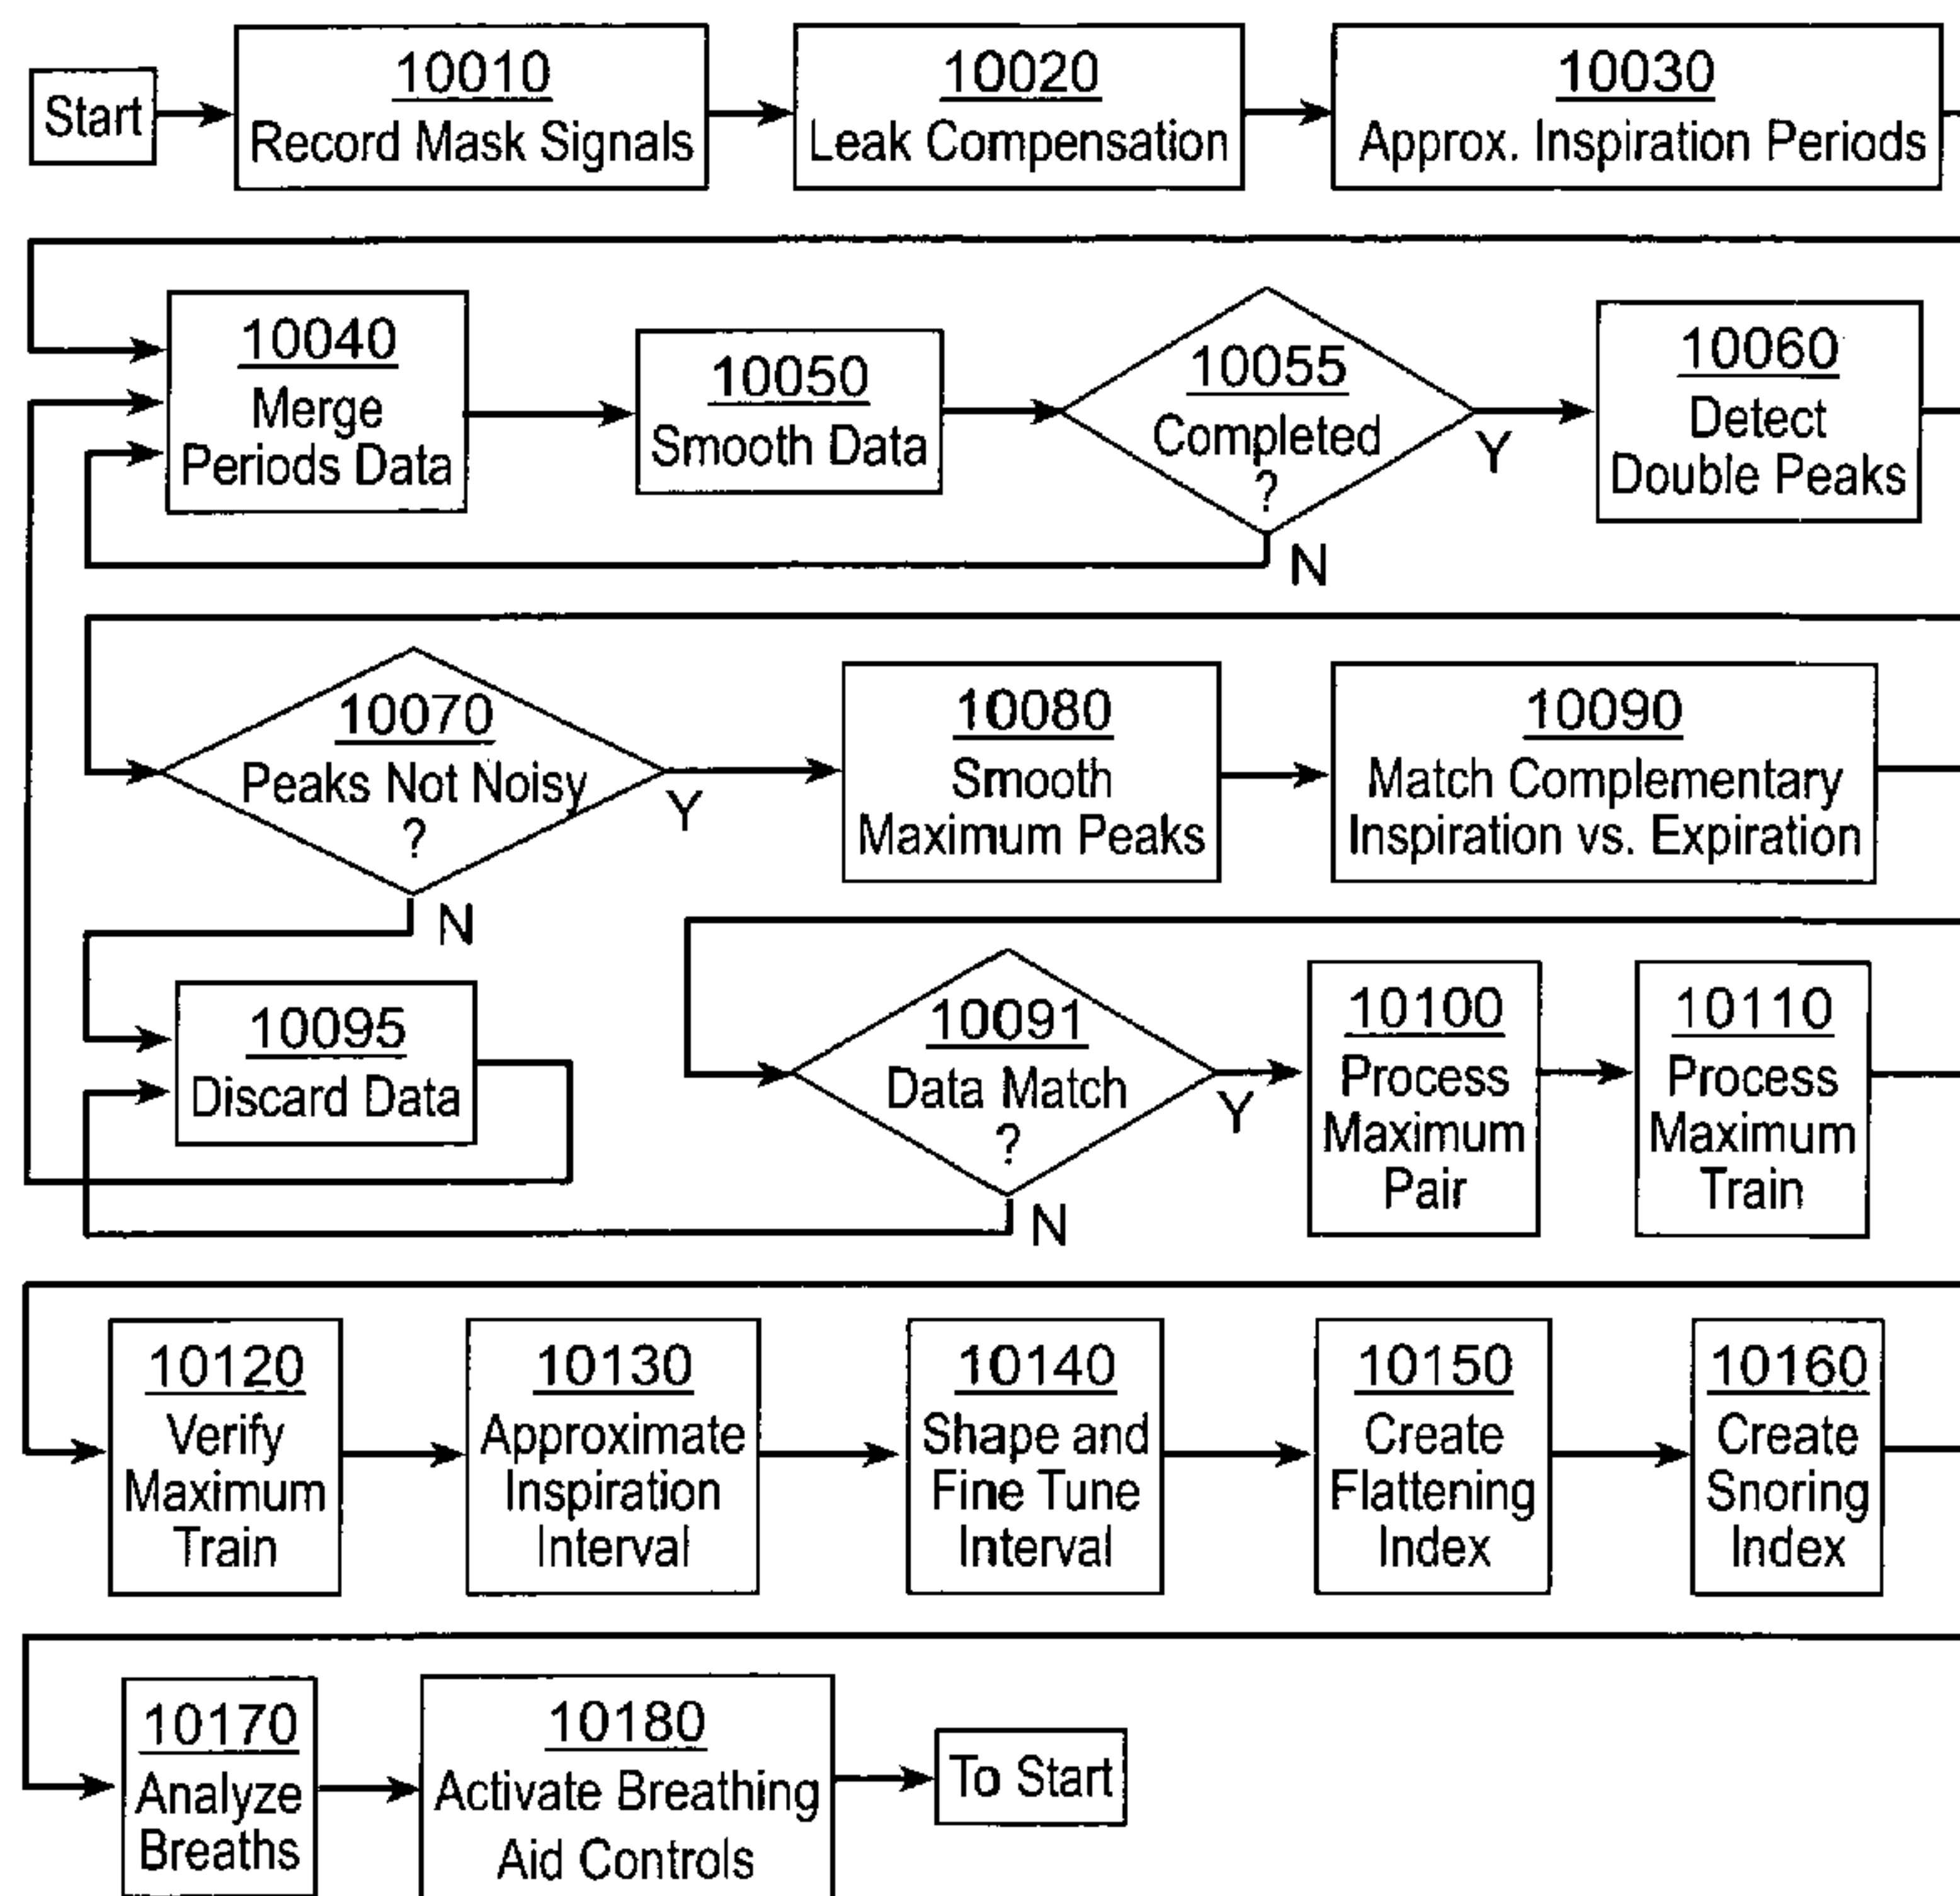 Start
10010
Record Mask Signals
10020
Leak Compensation
10030
Approx. Inspiration Periods
10040
Merge
Periods Data
10050
Smooth Data
10055
Completed
?
Y
N
10060
Detect
Double Peaks
10070
Peaks Not Noisy
?
Y
N
10080
Smooth
Maximum Peaks
10090
Match Complementary
Inspiration vs. Expiration
10095
Discard Data
10091
Data Match
?
Y
N
10100
Process
Maximum
Pair
10110
Process
Maximum
Train
10120
Verify
Maximum
Train
10130
Approximate
Inspiration
Interval
10140
Shape and
Fine Tune
Interval
10150
Create
Flattening
Index
10160
Create
Snoring
Index
10170
Analyze
Breaths
10180
Activate Breathing
Aid Controls
To Start